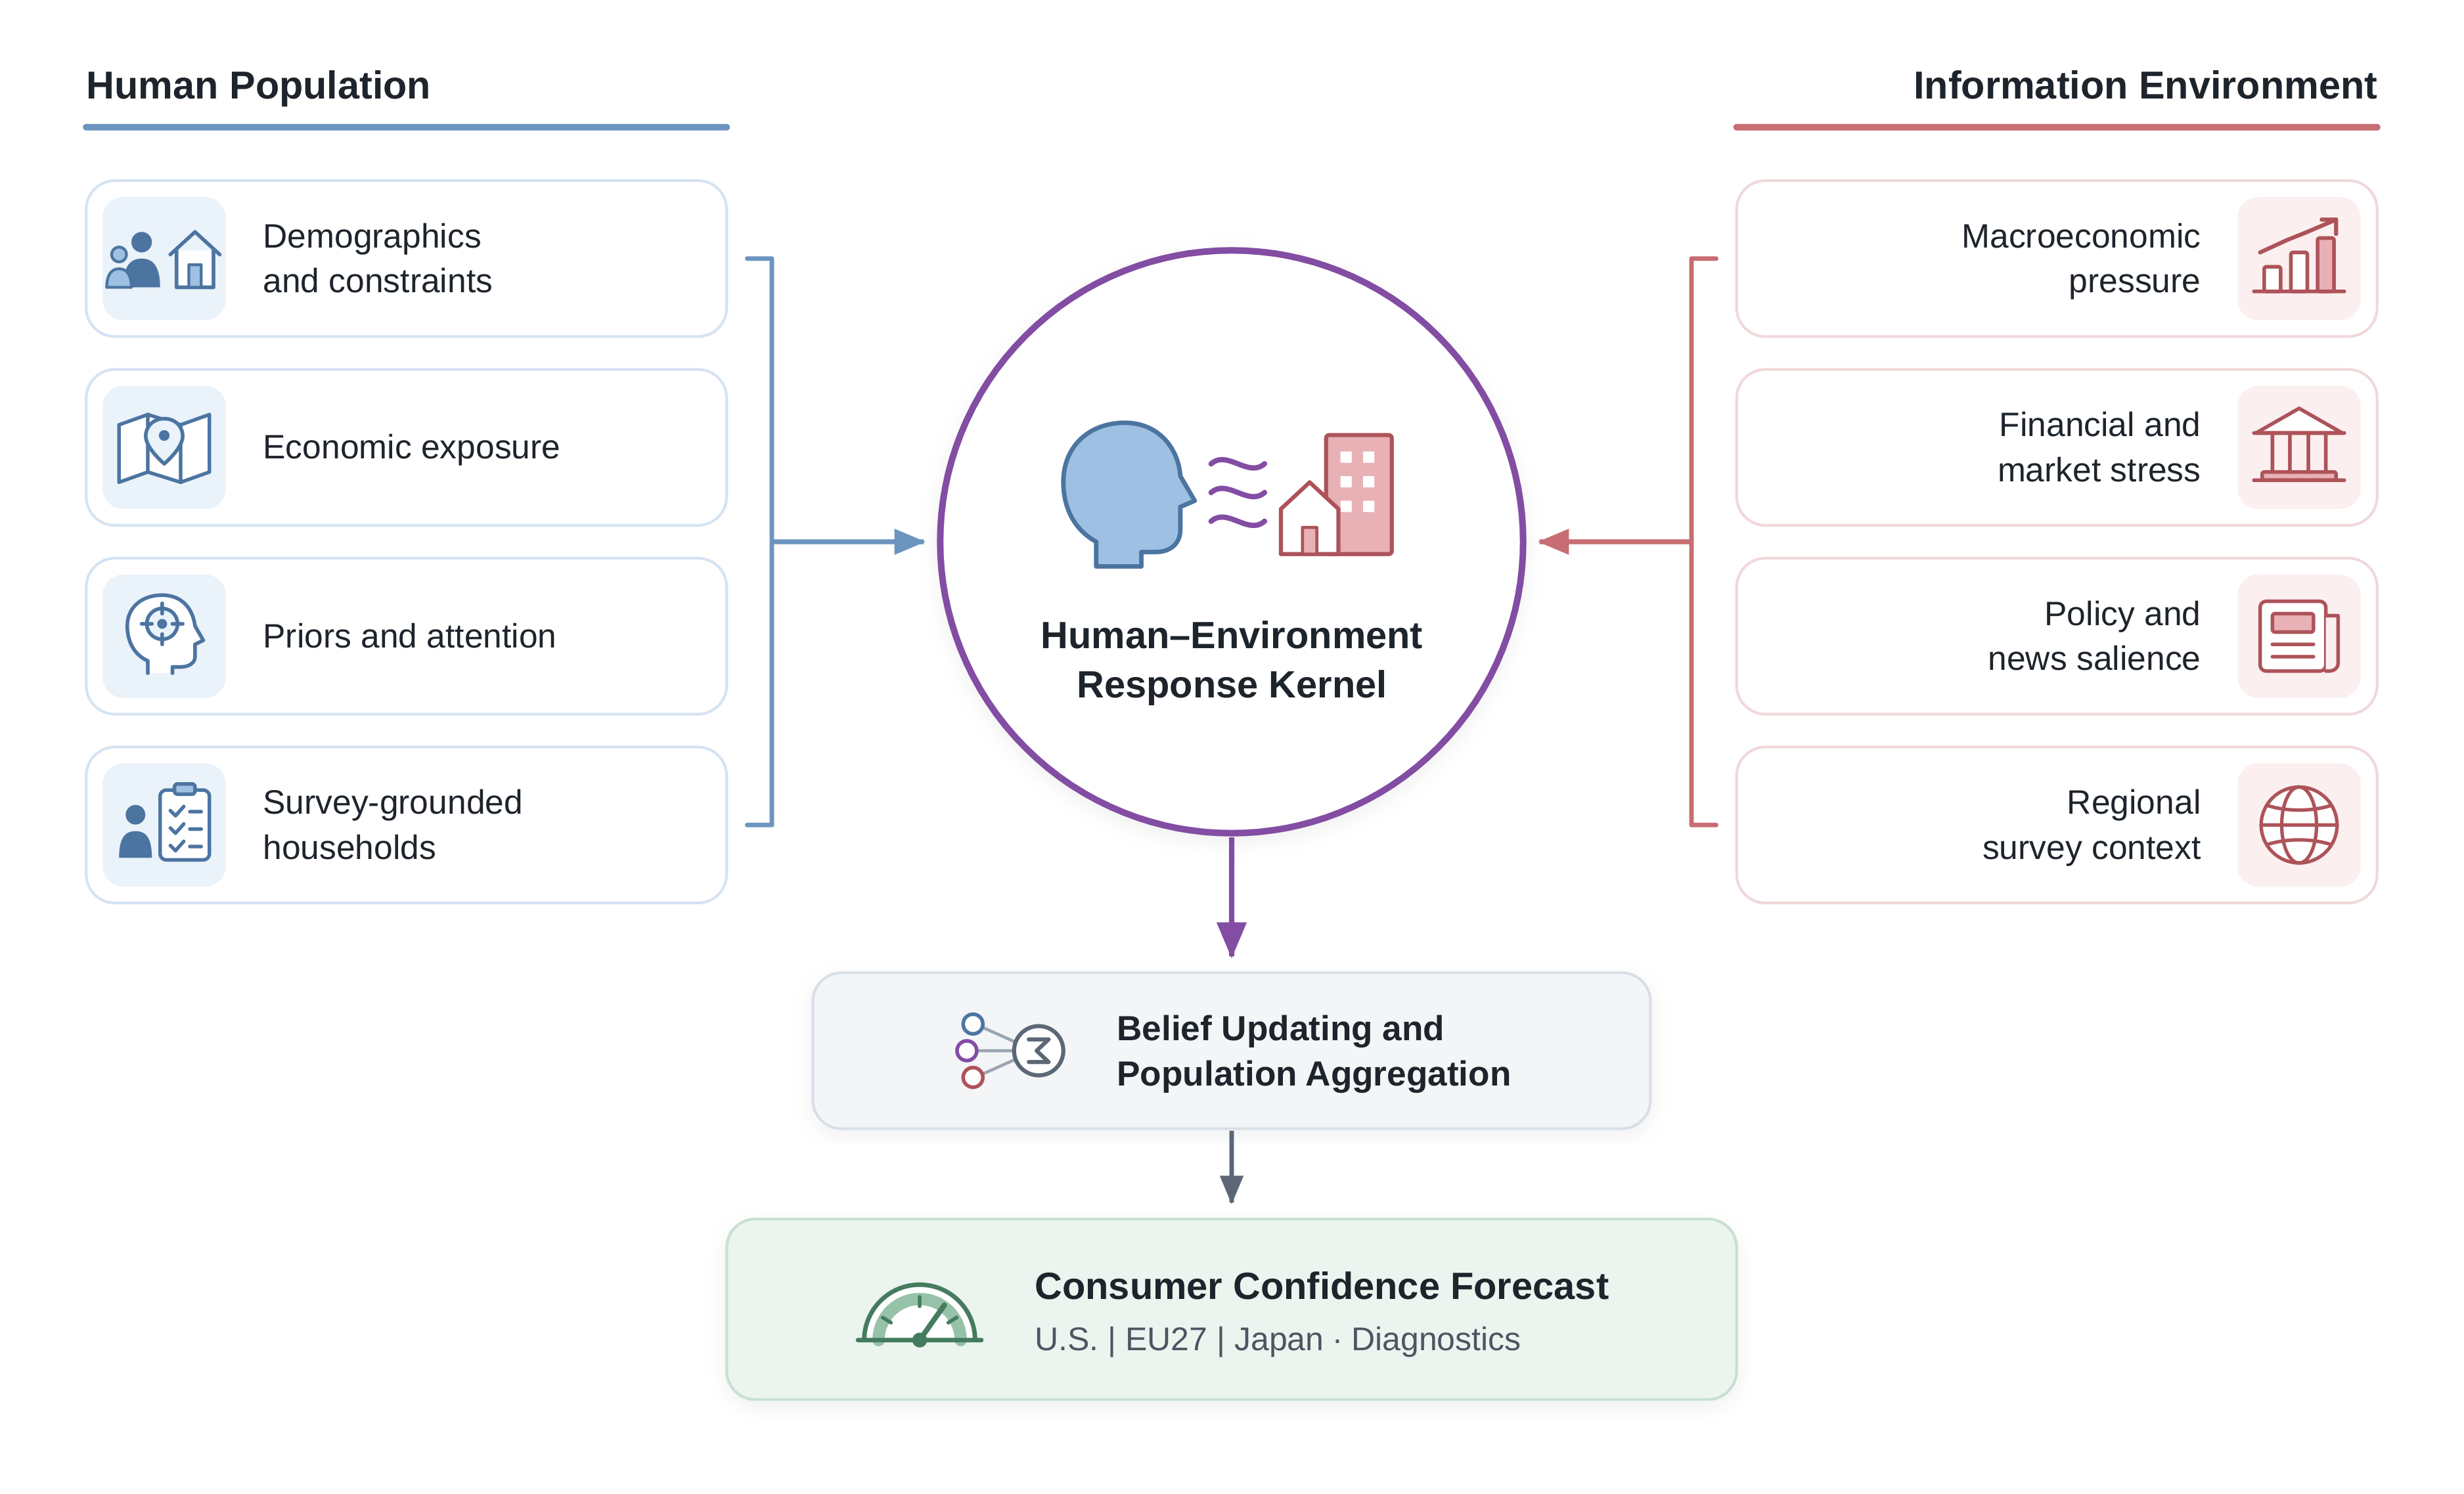 Human Population
Demographics
and constraints
Economic exposure
Priors and attention
Survey-grounded
households
Information Environment
Macroeconomic
pressure
Financial and
market stress
Policy and
news salience
Regional
survey context
Human–Environment
Response Kernel
Σ
Belief Updating and
Population Aggregation
Consumer Confidence Forecast
U.S. | EU27 | Japan · Diagnostics